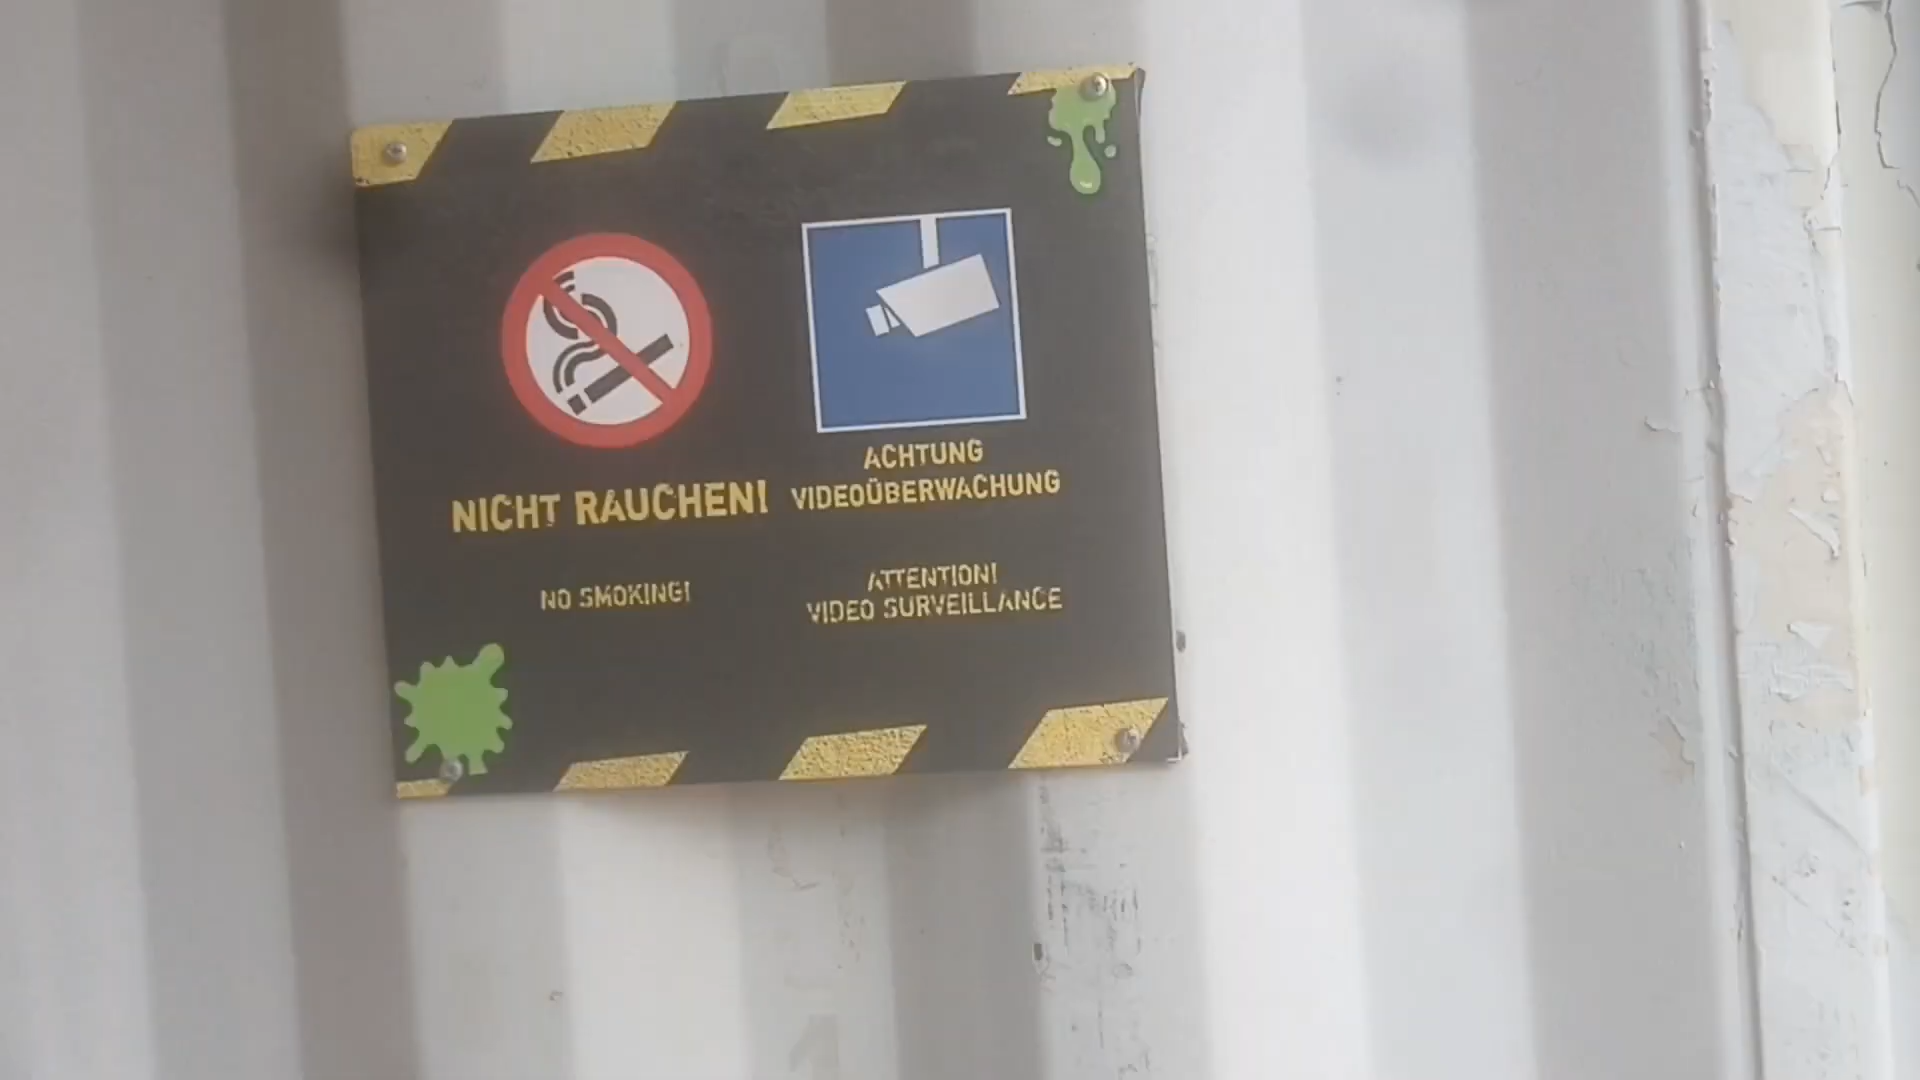 NICHT RAUCHEN!
NO SMOKING!
ACHTUNG
VIDEOÜBERWACHUNG
ATTENTION!
VIDEO SURVEILLANCE